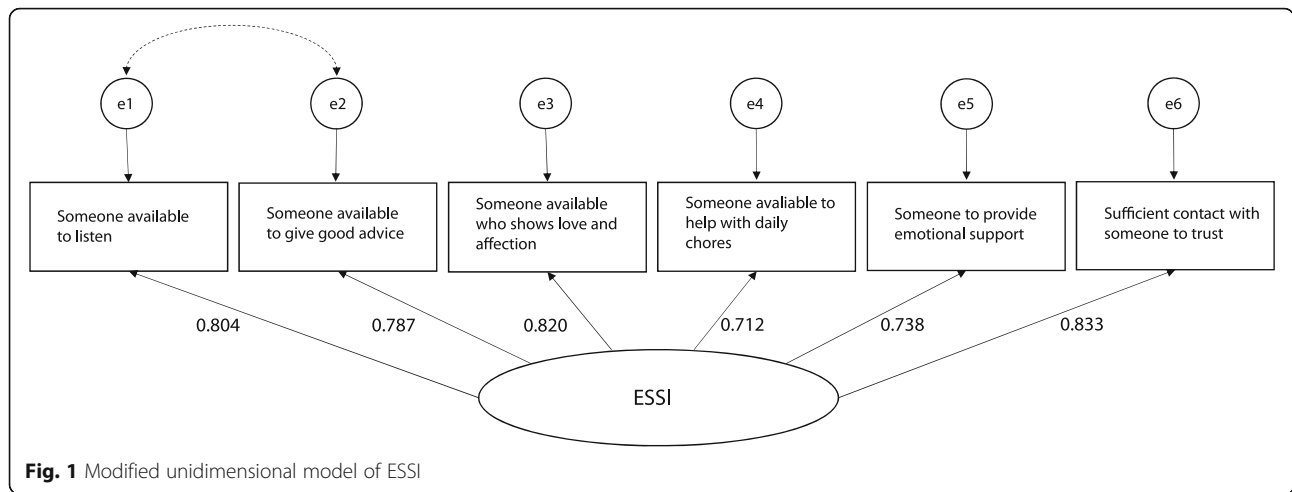 e1 e2 e3 e4 e5 e6
Someone available
to listen
Someone available
to give good advice
Someone available
who shows love and
affection
Someone avaliable to
help with daily
chores
Someone to provide
emotional support
Sufficient contact with
someone to trust
0.804 0.787 0.820 0.712 0.738 0.833
ESSI
Fig. 1 Modified unidimensional model of ESSI